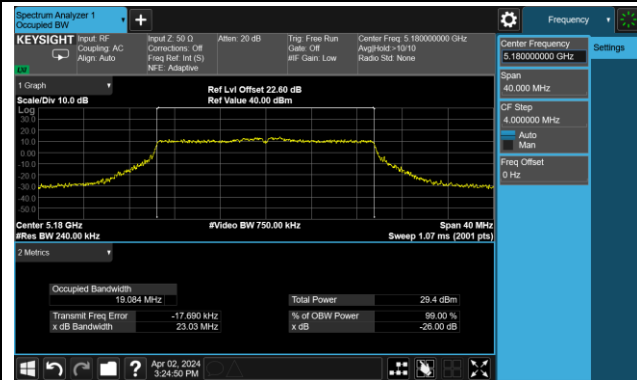 Spectrum Analyzer 1
Occupied BW
Frequency
KEYSIGHT
Input: RF
Coupling: AC
Align: Auto
Input Z: 50 Ω
Corrections: Off
Freq Ref: Int (S)
NFE: Adaptive
Atten: 20 dB
Trig: Free Run
Gate: Off
#IF Gain: Low
Center Freq: 5.180000000 GHz
Avg|Hold:>10/10
Radio Std: None
Center Frequency
5.180000000 GHz
Settings
Span
40.000 MHz
CF Step
4.000000 MHz
Auto
Man
Freq Offset
0 Hz
1 Graph
Scale/Div 10.0 dB
Ref Lvl Offset 22.60 dB
Ref Value 40.00 dBm
Log
30.0
20.0
10.0
0.00
-10.0
-20.0
-30.0
-40.0
-50.0
Center 5.18 GHz
#Res BW 240.00 kHz
#Video BW 750.00 kHz
Span 40 MHz
Sweep 1.07 ms (2001 pts)
2 Metrics
Occupied Bandwidth
19.084 MHz
Total Power 29.4 dBm
Transmit Freq Error -17.690 kHz
% of OBW Power 99.00 %
x dB Bandwidth 23.03 MHz
x dB -26.00 dB
Apr 02, 2024
3:24:50 PM